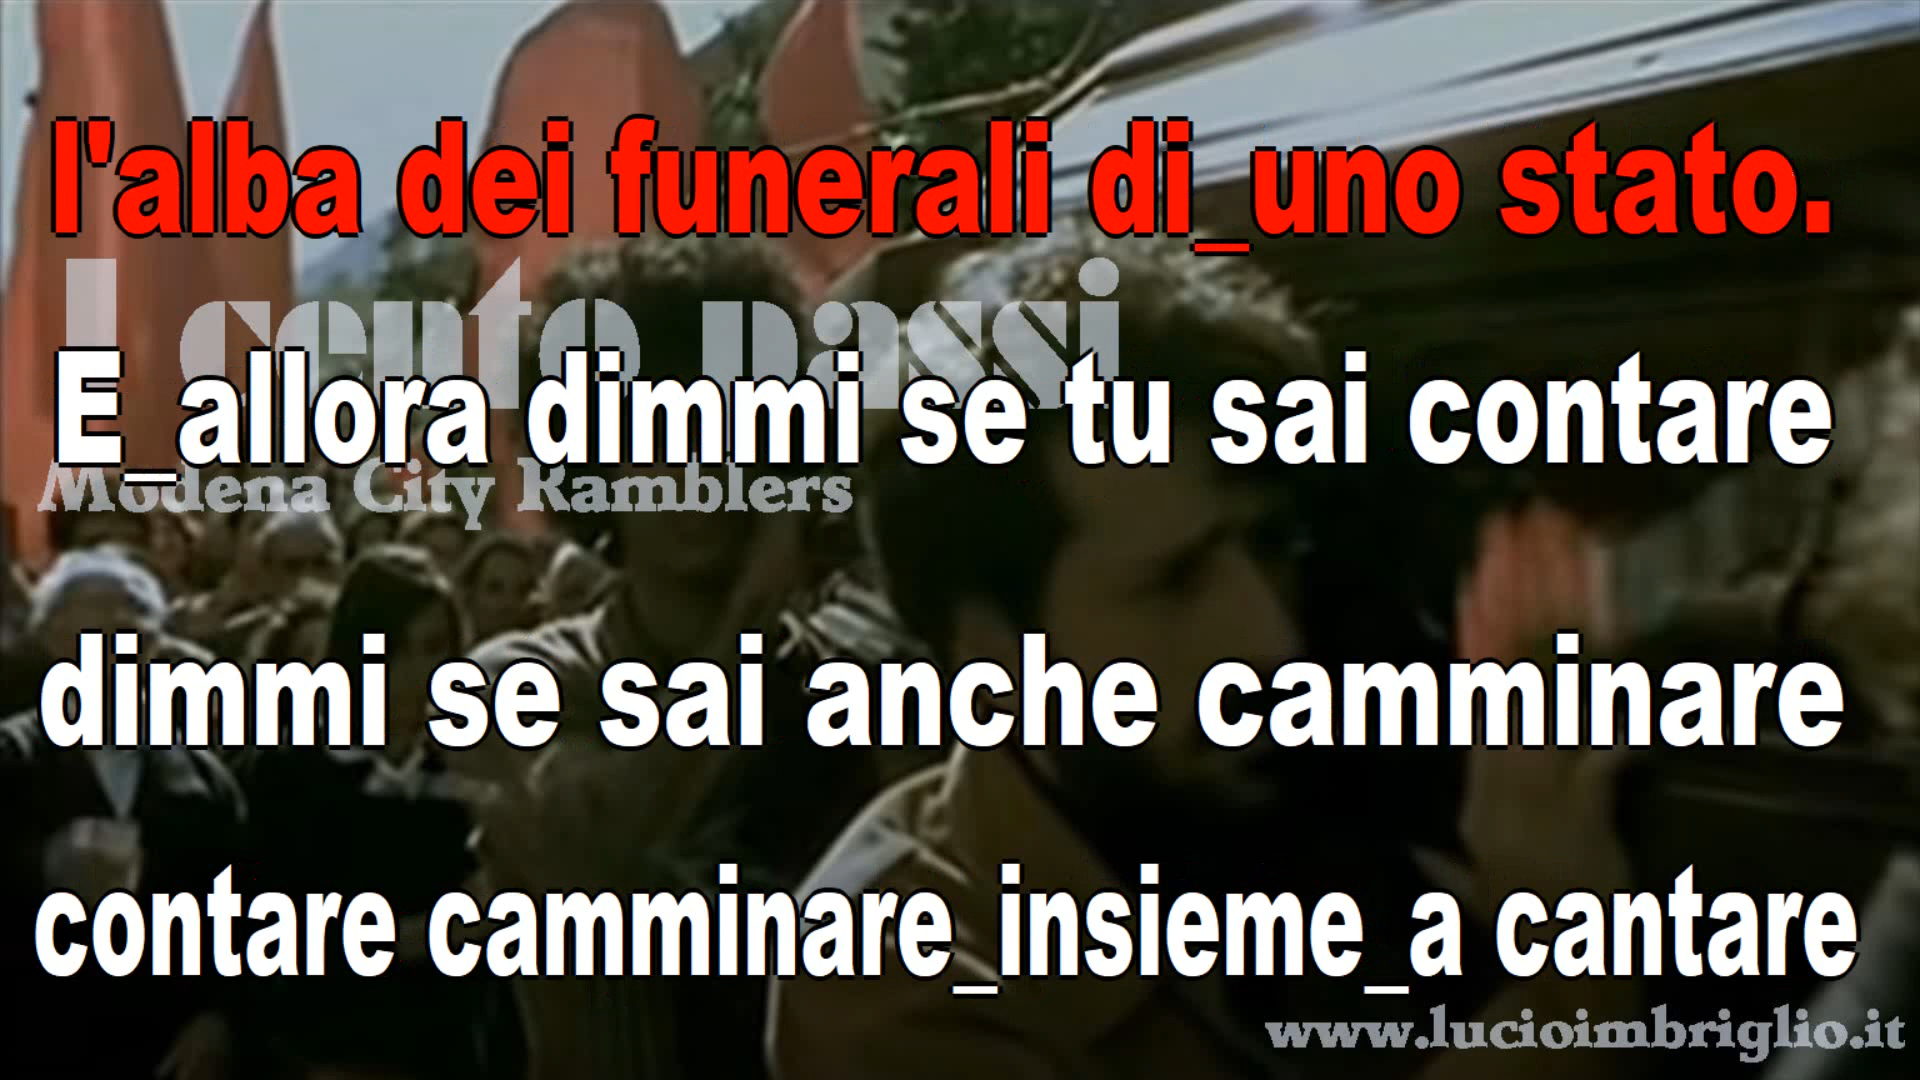 l'alba dei funerali di_uno stato.
I cento passi
E_allora dimmi se tu sai contare
Modena City Ramblers
dimmi se sai anche camminare
contare camminare_insieme_a cantare
www.lucioimbriglio.it